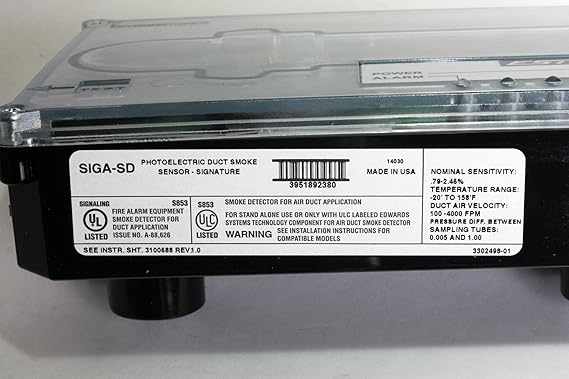 TEST
POWER
ALARM
SIGA-SD
PHOTOELECTRIC DUCT SMOKE
SENSOR - SIGNATURE
3951892380
14030
MADE IN USA
SIGNALING S853
UL
LISTED
FIRE ALARM EQUIPMENT
SMOKE DETECTOR FOR
DUCT APPLICATION
ISSUE NO. A-88,626
S853
ULC
LISTED
SMOKE DETECTOR FOR AIR DUCT APPLICATION
FOR STAND ALONE USE OR ONLY WITH ULC LABELED EDWARDS
SYSTEMS TECHNOLOGY COMPONENT FOR AIR DUCT SMOKE DETECTOR
WARNING SEE INSTALLATION INSTRUCTIONS FOR
COMPATIBLE MODELS
SEE INSTR. SHT. 3100688 REV.1.0
NOMINAL SENSITIVITY:
.79-2.46%
TEMPERATURE RANGE:
-20° TO 158°F
DUCT AIR VELOCITY:
100-4000 FPM
PRESSURE DIFF. BETWEEN
SAMPLING TUBES:
0.005 AND 1.00
3302498-01